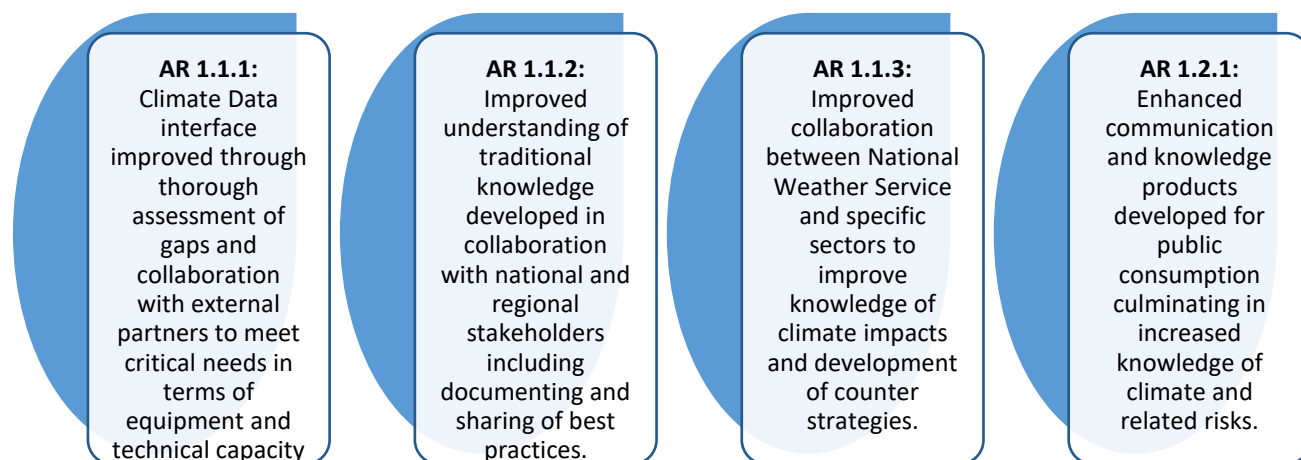 AR 1.1.1:
Climate Data
interface
improved through
thorough
assessment of
gaps and
collaboration
with external
partners to meet
critical needs in
terms of
equipment and
technical capacity
AR 1.1.2:
Improved
understanding of
traditional
knowledge
developed in
collaboration
with national and
regional
stakeholders
including
documenting and
sharing of best
practices.
AR 1.1.3:
Improved
collaboration
between National
Weather Service
and specific
sectors to
improve
knowledge of
climate impacts
and development
of counter
strategies.
AR 1.2.1:
Enhanced
communication
and knowledge
products
developed for
public
consumption
culminating in
increased
knowledge of
climate and
related risks.